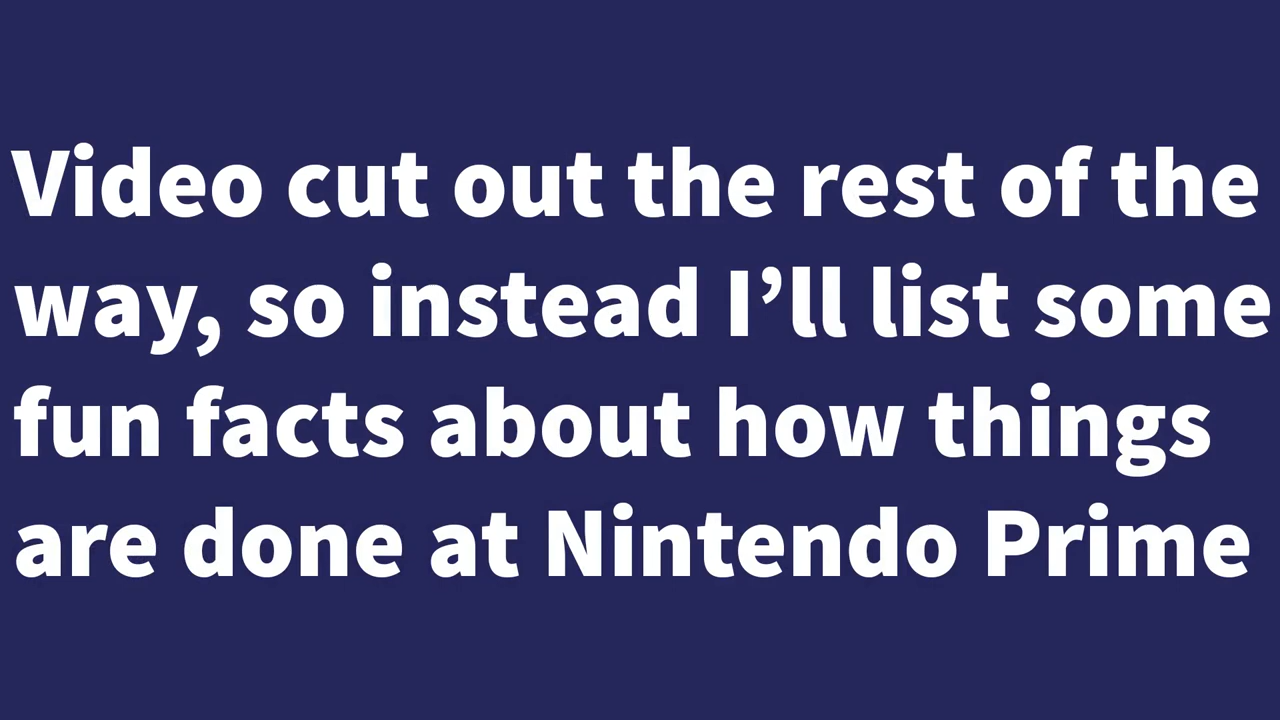 Video cut out the rest of the
way, so instead I’ll list some
fun facts about how things
are done at Nintendo Prime